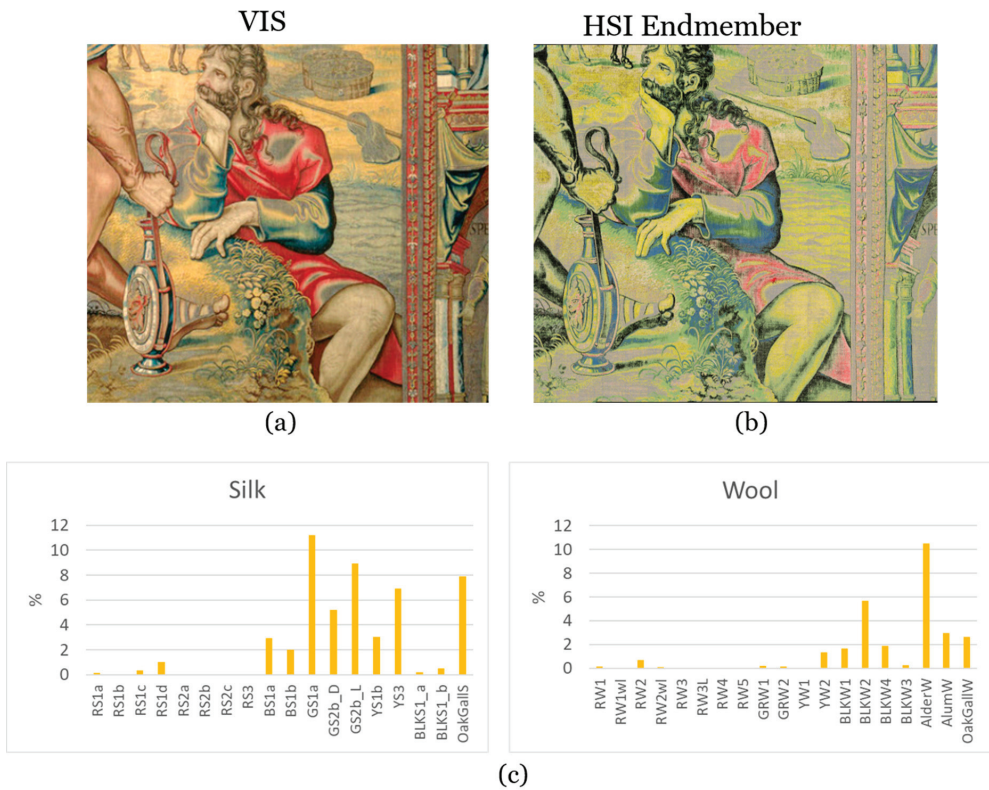 VIS
HSI Endmember
SPE
SPE
(a)
(b)
Silk
12
10
8
6
4
2
0
%
RS1a
RS1b
RS1c
RS1d
RS2a
RS2b
RS2c
RS3
BS1a
BS1b
GS1a
GS2b_D
GS2b_L
YS1b
YS3
BLKS1_a
BLKS1_b
OakGallS
Wool
12
10
8
6
4
2
0
%
RW1
RW1wl
RW2
RW2wl
RW3
RW3L
RW4
RW5
GRW1
GRW2
YW1
YW2
BLKW1
BLKW2
BLKW4
BLKW3
AlderW
AlumW
OakGallW
(c)